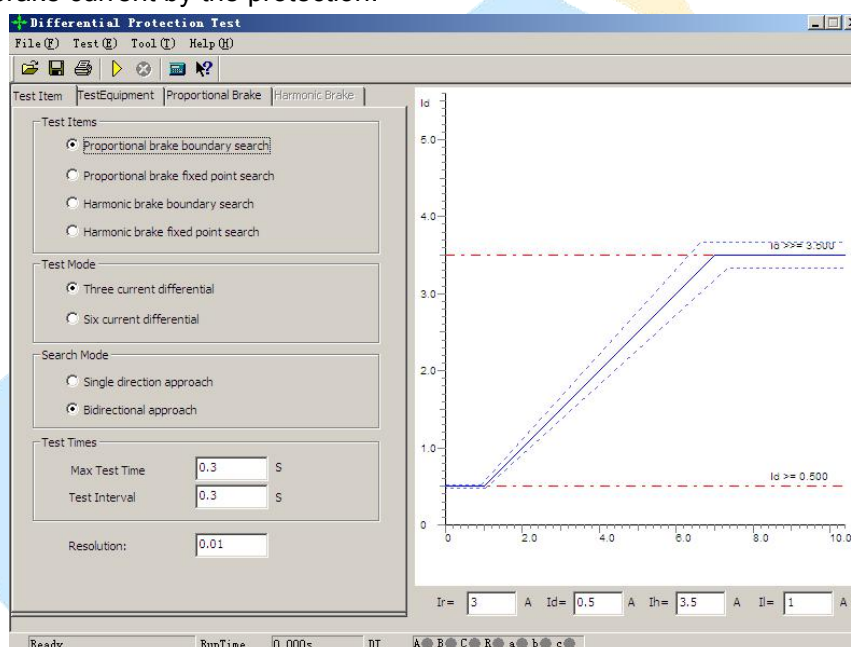 brake current by the protection.
Differential Protection Test
File(F) Test(E) Tool(T) Help(H)
Test Item TestEquipment Proportional Brake Harmonic Brake
Test Items
Proportional brake boundary search
Proportional brake fixed point search
Harmonic brake boundary search
Harmonic brake fixed point search
Test Mode
Three current differential
Six current differential
Search Mode
Single direction approach
Bidirectional approach
Test Times
Max Test Time 0.3 S
Test Interval 0.3 S
Resolution: 0.01
Id
5.0
4.0
Id >>= 3.500
3.0
2.0
1.0
Id >= 0.500
0
0 2.0 4.0 6.0 8.0 10.0
Ir= 3 A Id= 0.5 A Ih= 3.5 A Il= 1 A
Ready RunTime 0.000s DI A B C R a b c